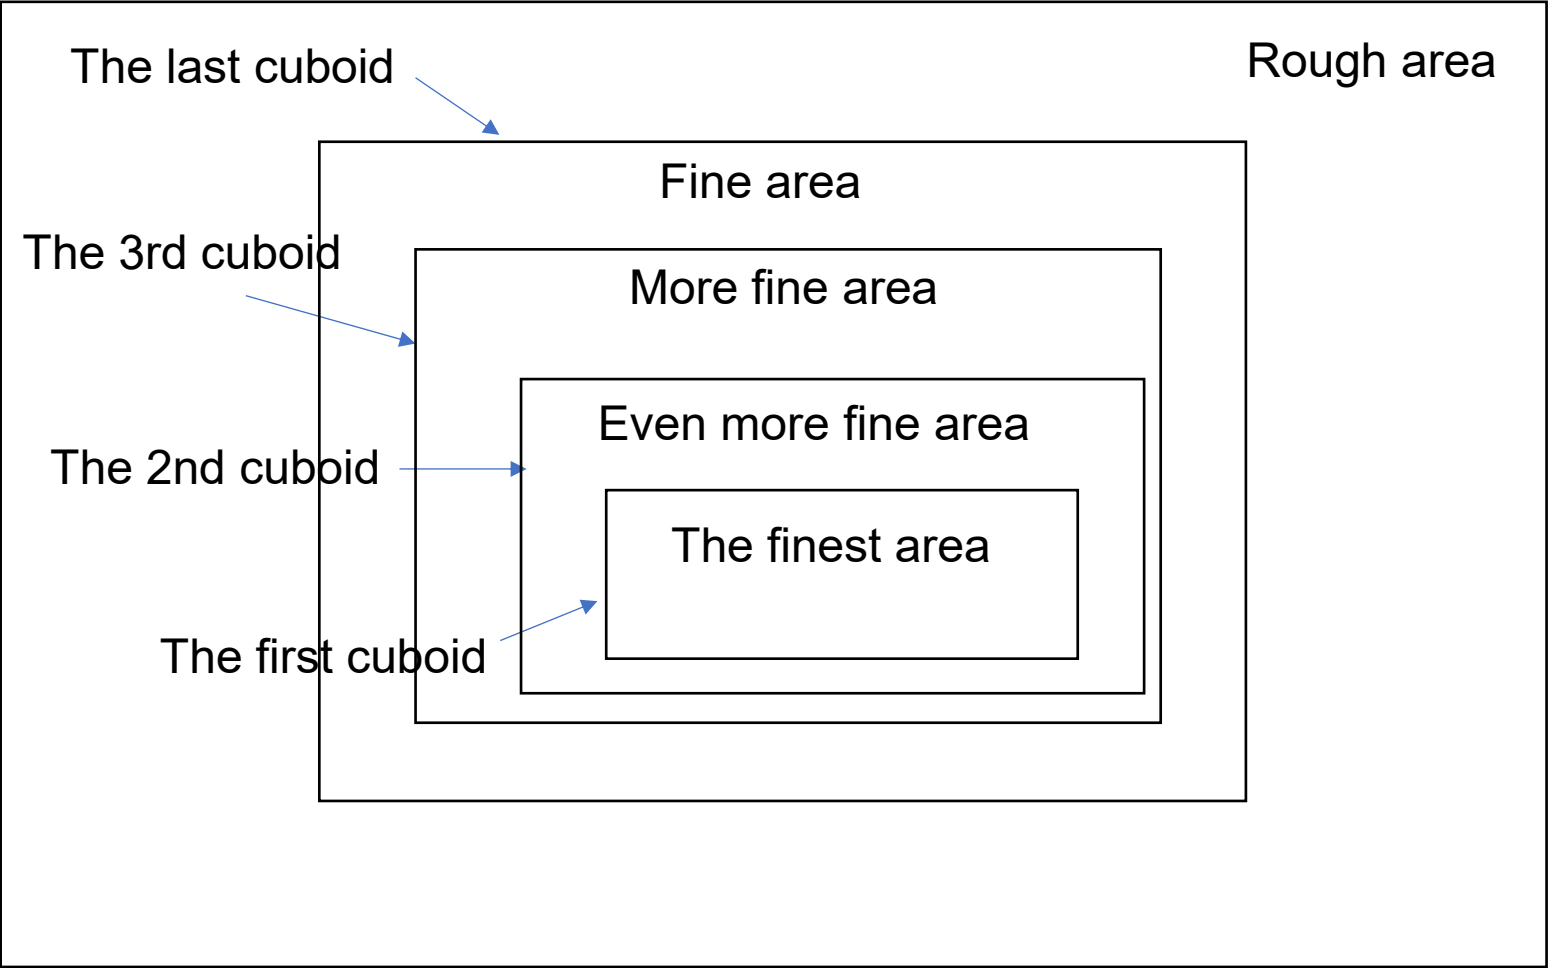 The last cuboid
Rough area
Fine area
The 3rd cuboid
More fine area
Even more fine area
The 2nd cuboid
The finest area
The first cuboid